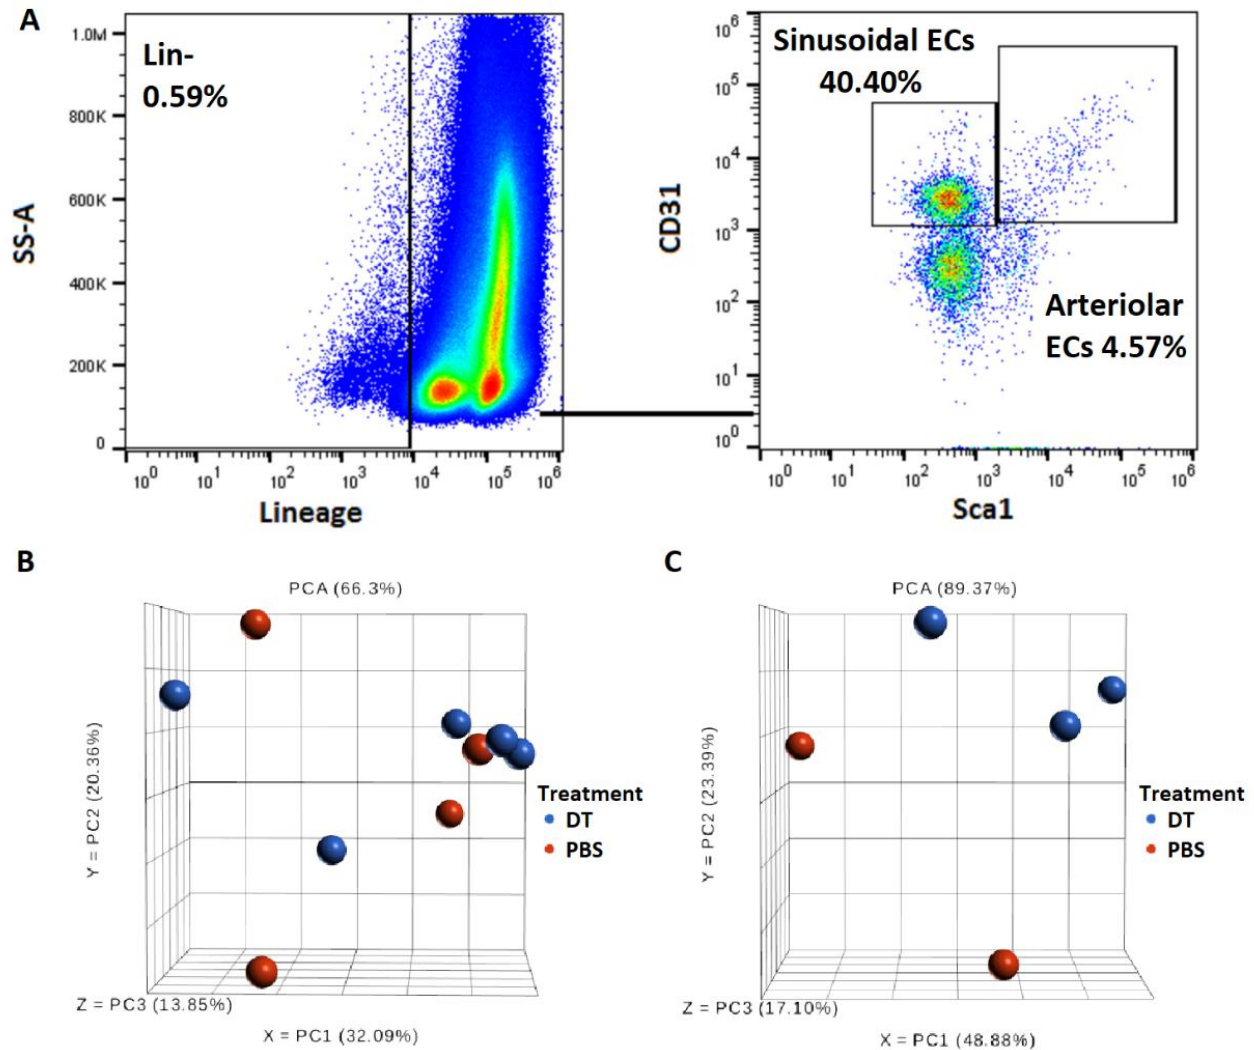 A
1.0M
800K
600K
400K
200K
0
SS-A
Lin-
0.59%
10^0 10^1 10^2 10^3 10^4 10^5 10^6
Lineage
10^6
10^5
10^4
10^3
10^2
10^1
10^0
CD31
Sinusoidal ECs
40.40%
Arteriolar
ECs 4.57%
10^0 10^1 10^2 10^3 10^4 10^5 10^6
Sca1
B
PCA (66.3%)
Y = PC2 (20.36%)
Treatment
DT
PBS
Z = PC3 (13.85%)
X = PC1 (32.09%)
C
PCA (89.37%)
Y = PC2 (23.39%)
Treatment
DT
PBS
Z = PC3 (17.10%)
X = PC1 (48.88%)